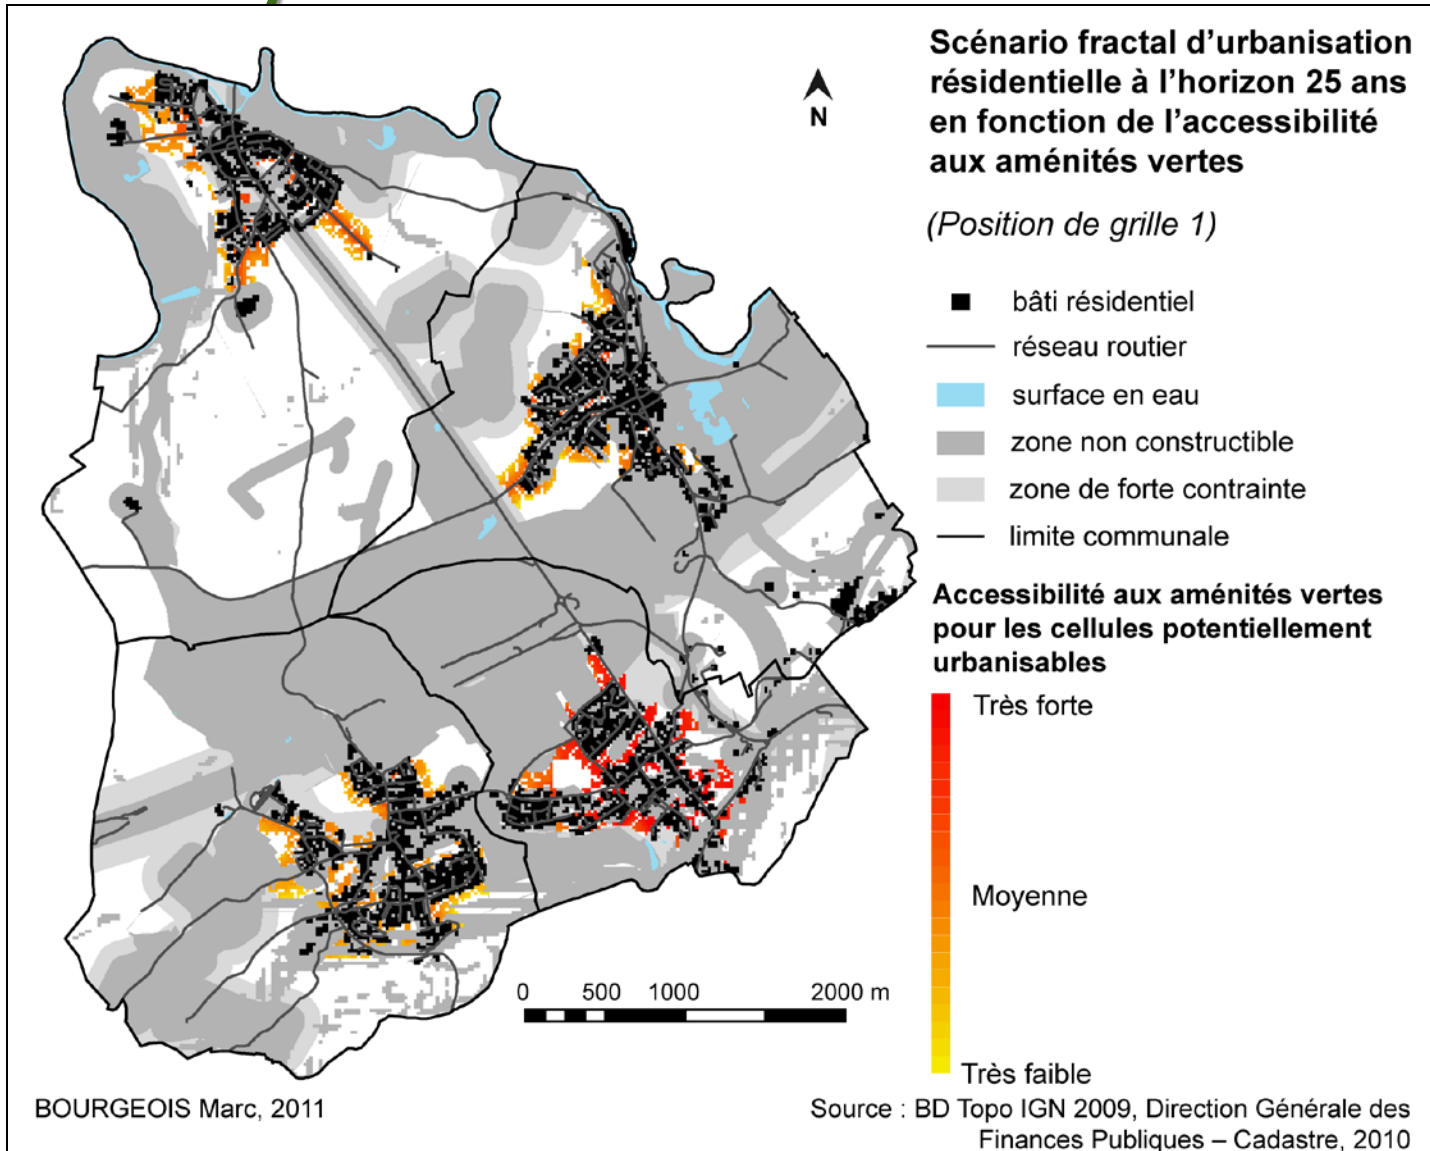 Scénario fractal d’urbanisation
résidentielle à l’horizon 25 ans
en fonction de l’accessibilité
aux aménités vertes
(Position de grille 1)
N
bâti résidentiel
réseau routier
surface en eau
zone non constructible
zone de forte contrainte
limite communale
Accessibilité aux aménités vertes
pour les cellules potentiellement
urbanisables
Très forte
Moyenne
Très faible
0 500 1000 2000 m
BOURGEOIS Marc, 2011
Source : BD Topo IGN 2009, Direction Générale des
Finances Publiques – Cadastre, 2010